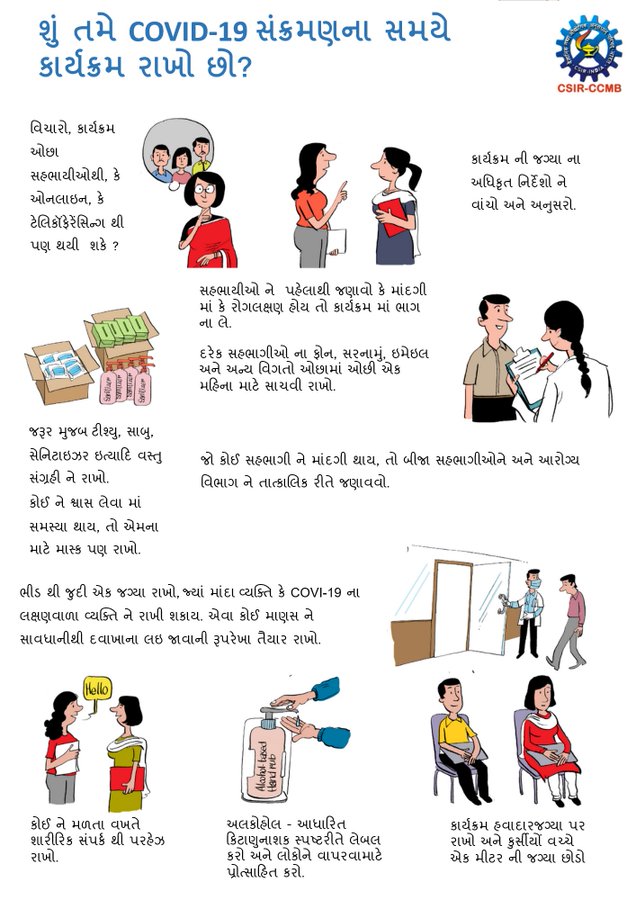 શું તમે COVID-19 સંક્રમણના સમયે
કાર્યક્રમ રાખો છો?
CSIR-CCMB
વિચારો, કાર્યક્રમ
ઓછા
સહભાયીઓથી, કે
ઓનલાઇન, કે
ટેલિકૉફેરેંસિન્ગ થી
પણ થયી શકે ?
કાર્યક્રમ ની જગ્યા ના
અધિકૃત નિર્દેશો ને
વાંચો અને અનુસરો.
સહભાયીઓ ને પહેલાથી જણાવો કે માંદગી
માં કે રોગલક્ષણ હોય તો કાર્યક્રમ માં ભાગ
ના લે.
દરેક સહભાગીઓ ના ફોન, સરનામું, ઇમેઇલ
અને અન્ય વિગતો ઓછામાં ઓછી એક
મહિના માટે સાચવી રાખો.
જરૂર મુજબ ટીશ્યુ, સાબુ,
સેનિટાઇઝર ઇત્યાદિ વસ્તુ
સંગ્રહી ને રાખો.
કોઈ ને શ્વાસ લેવા માં
સમસ્યા થાય, તો એમના
માટે માસ્ક પણ રાખો.
જો કોઈ સહભાગી ને માંદગી થાય, તો બીજા સહભાગીઓને અને આરોગ્ય
વિભાગ ને તાત્કાલિક રીતે જણાવવો.
ભીડ થી જુદી એક જગ્યા રાખો, જ્યાં માંદા વ્યક્તિ કે COVI-19 ના
લક્ષણવાળા વ્યક્તિ ને રાખી શકાય. એવા કોઈ માણસ ને
સાવધાનીથી દવાખાના લઇ જાવાની રૂપરેખા તૈયાર રાખો.
Hello
Alcohol-based
Hand rub
કોઈ ને મળતા વખતે
શારીરિક સંપર્ક થી પરહેઝ
રાખો.
અલકોહોલ - આધારિત
કિટાણુનાશક સ્પષ્ટરીતે લેબલ
કરો અને લોકોને વાપરવામાટે
પ્રોત્સાહિત કરો.
કાર્યક્રમ હવાદારજગ્યા પર
રાખો અને કુર્સીર્યો વચ્ચે
એક મીટર ની જગ્યા છોડો